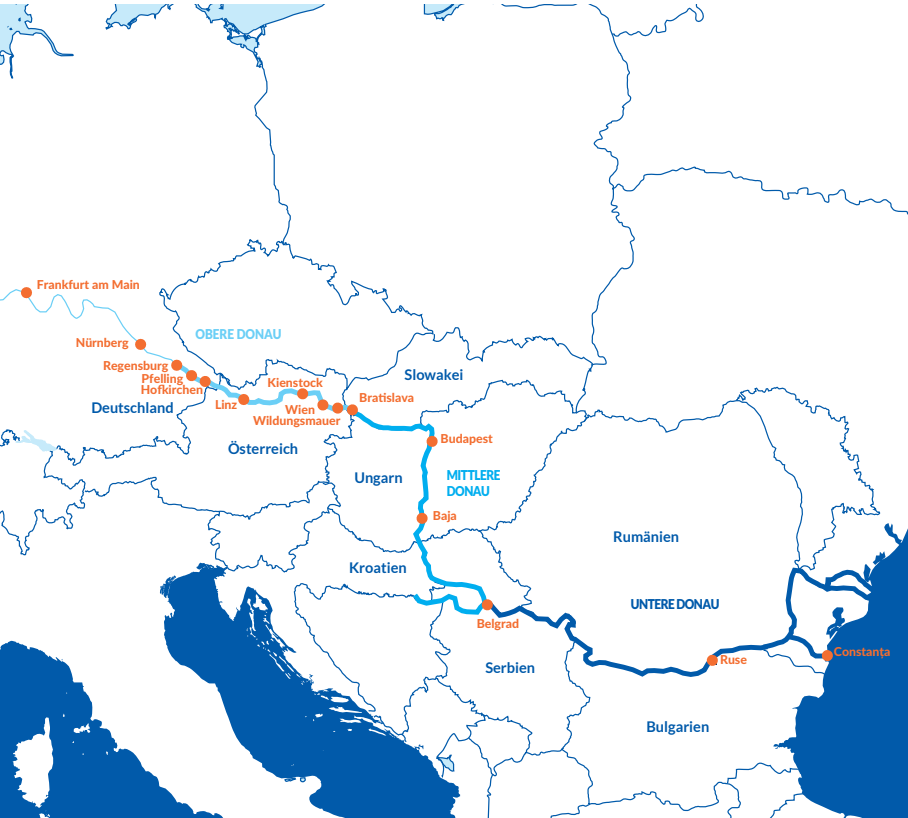 Frankfurt am Main
OBERE DONAU
Nürnberg
Regensburg
Pfelling
Hofkirchen
Slowakei
Kienstock
Deutschland
Linz
Wien
Bratislava
Wildungsmauer
Budapest
Österreich
Ungarn
MITTLERE
DONAU
Baja
Rumänien
Kroatien
UNTERE DONAU
Belgrad
Constanța
Ruse
Serbien
Bulgarien